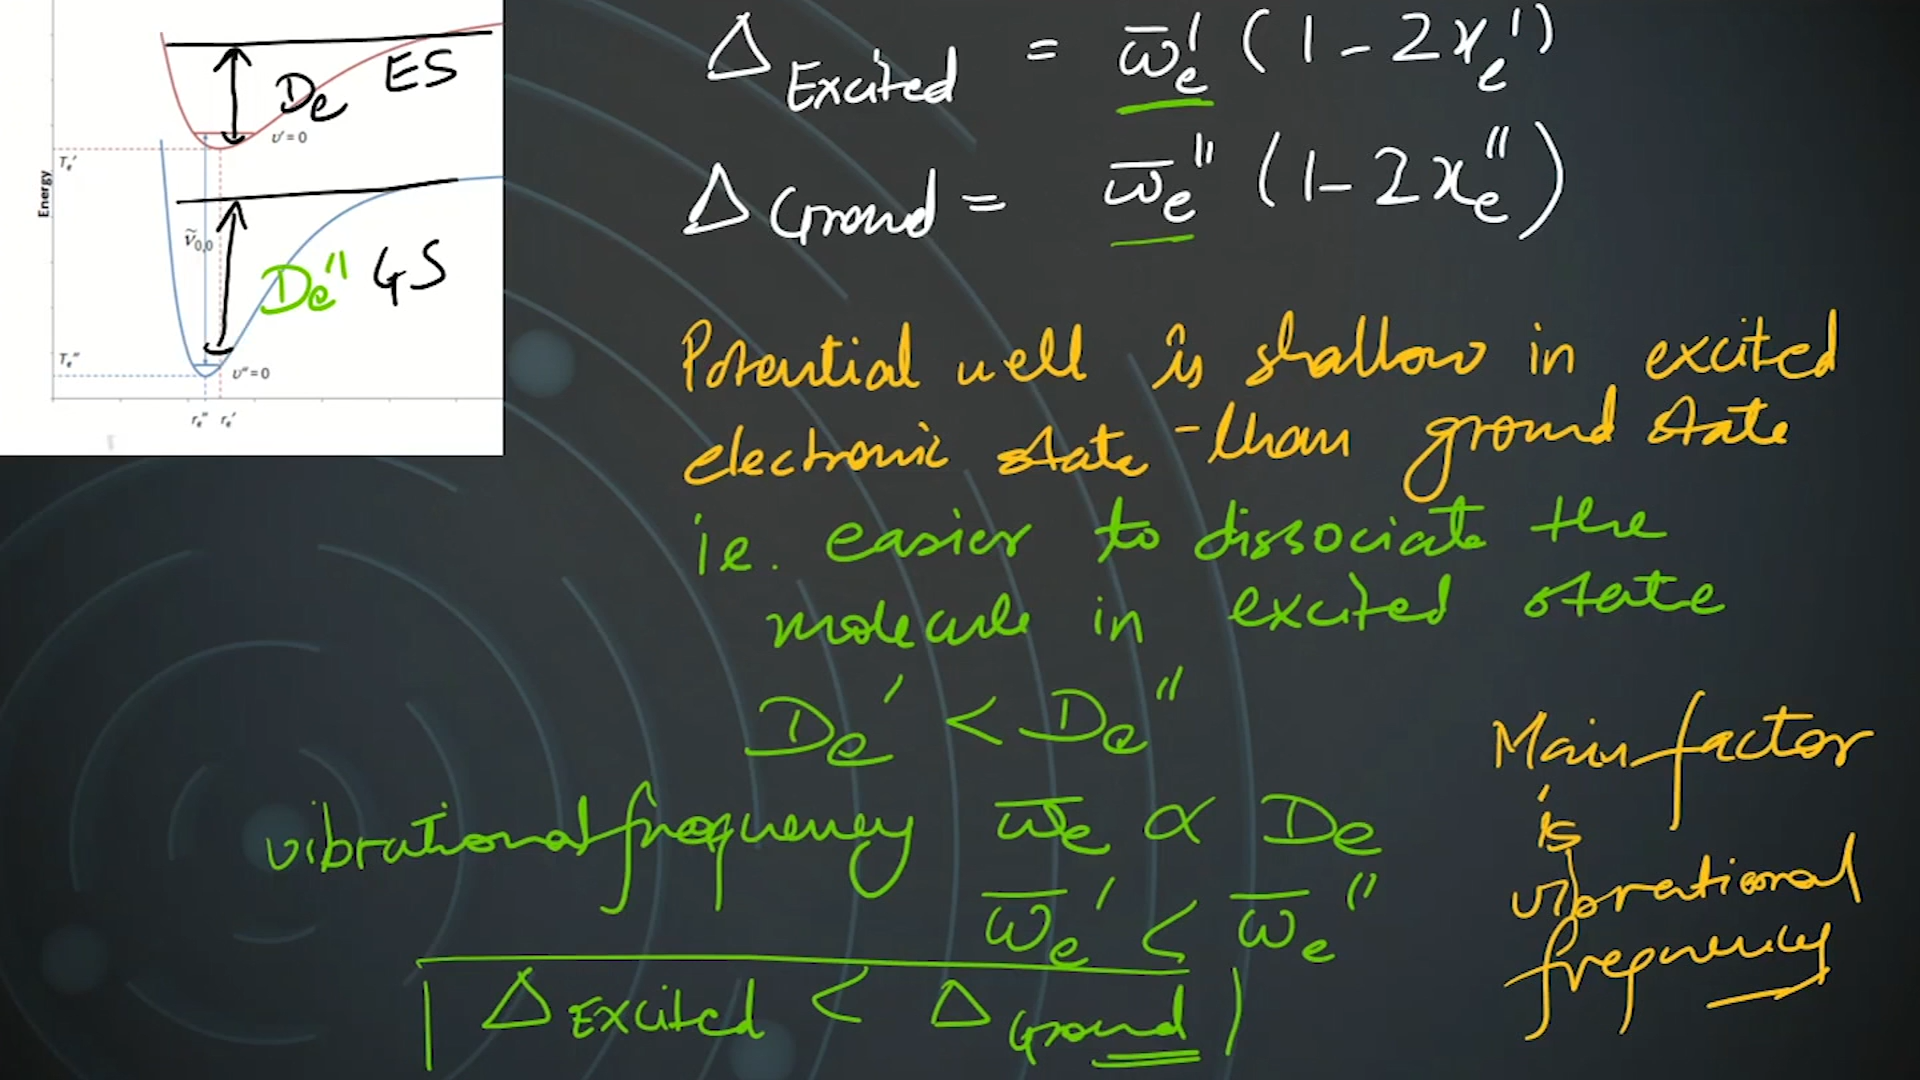 ES
De
υ' = 0
Te'
Energy
ν̃0,0
De" GS
Te"
υ" = 0
re" re'
Δ Excited = ω̅e' (1 - 2xe')
Δ Ground = ω̅e" (1 - 2xe")
Potential well is shallow in excited
electronic state than ground state
i.e. easier to dissociate the
molecule in excited state
De' < De"
vibrational frequency ω̅e ∝ De
ω̅e' < ω̅e"
Δ Excited < Δ Ground
Main factor
is
vibrational
frequency